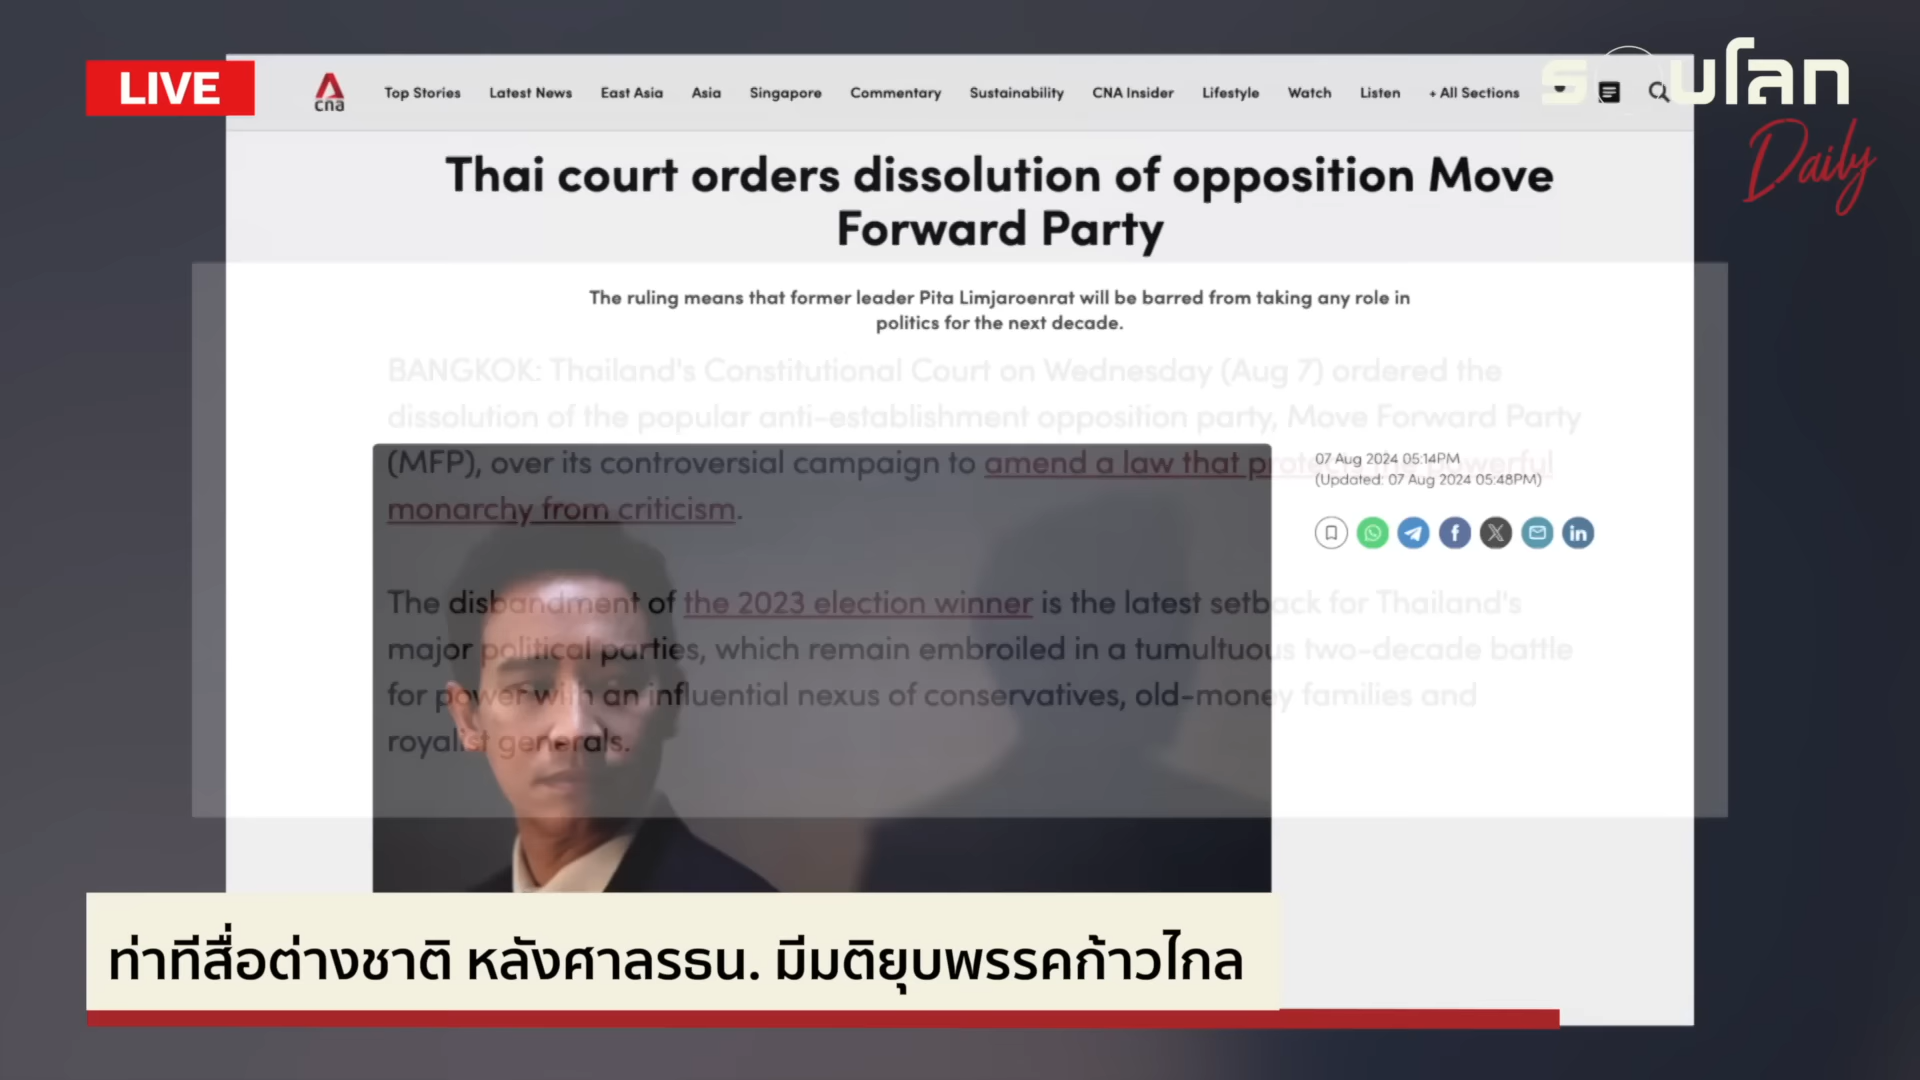 LIVE
cna
Top Stories Latest News East Asia Asia Singapore Commentary Sustainability CNA Insider Lifestyle Watch Listen + All Sections
รอบโลก
Daily
Thai court orders dissolution of opposition Move
Forward Party
The ruling means that former leader Pita Limjaroenrat will be barred from taking any role in
politics for the next decade.
BANGKOK: Thailand's Constitutional Court on Wednesday (Aug 7) ordered the
dissolution of the popular anti-establishment opposition party, Move Forward Party
(MFP), over its controversial campaign to amend a law that protects the powerful
monarchy from criticism.
07 Aug 2024 05:14PM
(Updated: 07 Aug 2024 05:48PM)
The disbandment of the 2023 election winner is the latest setback for Thailand's
major political parties, which remain embroiled in a tumultuous two-decade battle
for power with an influential nexus of conservatives, old-money families and
royalist generals.
ท่าทีสื่อต่างชาติ หลังศาลรธน. มีมติยุบพรรคก้าวไกล